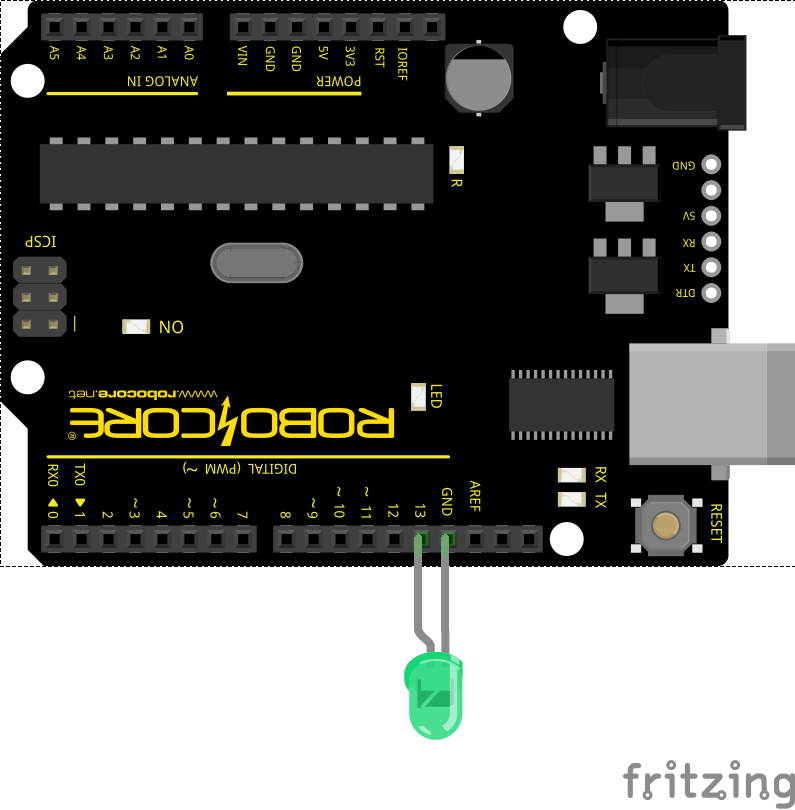 A5 A4 A3 A2 A1 A0
VIN GND GND 5V 3V3 RST IOREF
ANALOG IN
POWER
R
GND
5V
RX
TX
DTR
ICSP
ON
LED
www.robocore.net
ROBOCORE®
DIGITAL (PWM ~)
RX0 TX0
0 1 2 ~3 4 ~5 ~6 7
8 ~9 ~10 ~11 12 13 GND AREF
RX
TX
RESET
fritzing